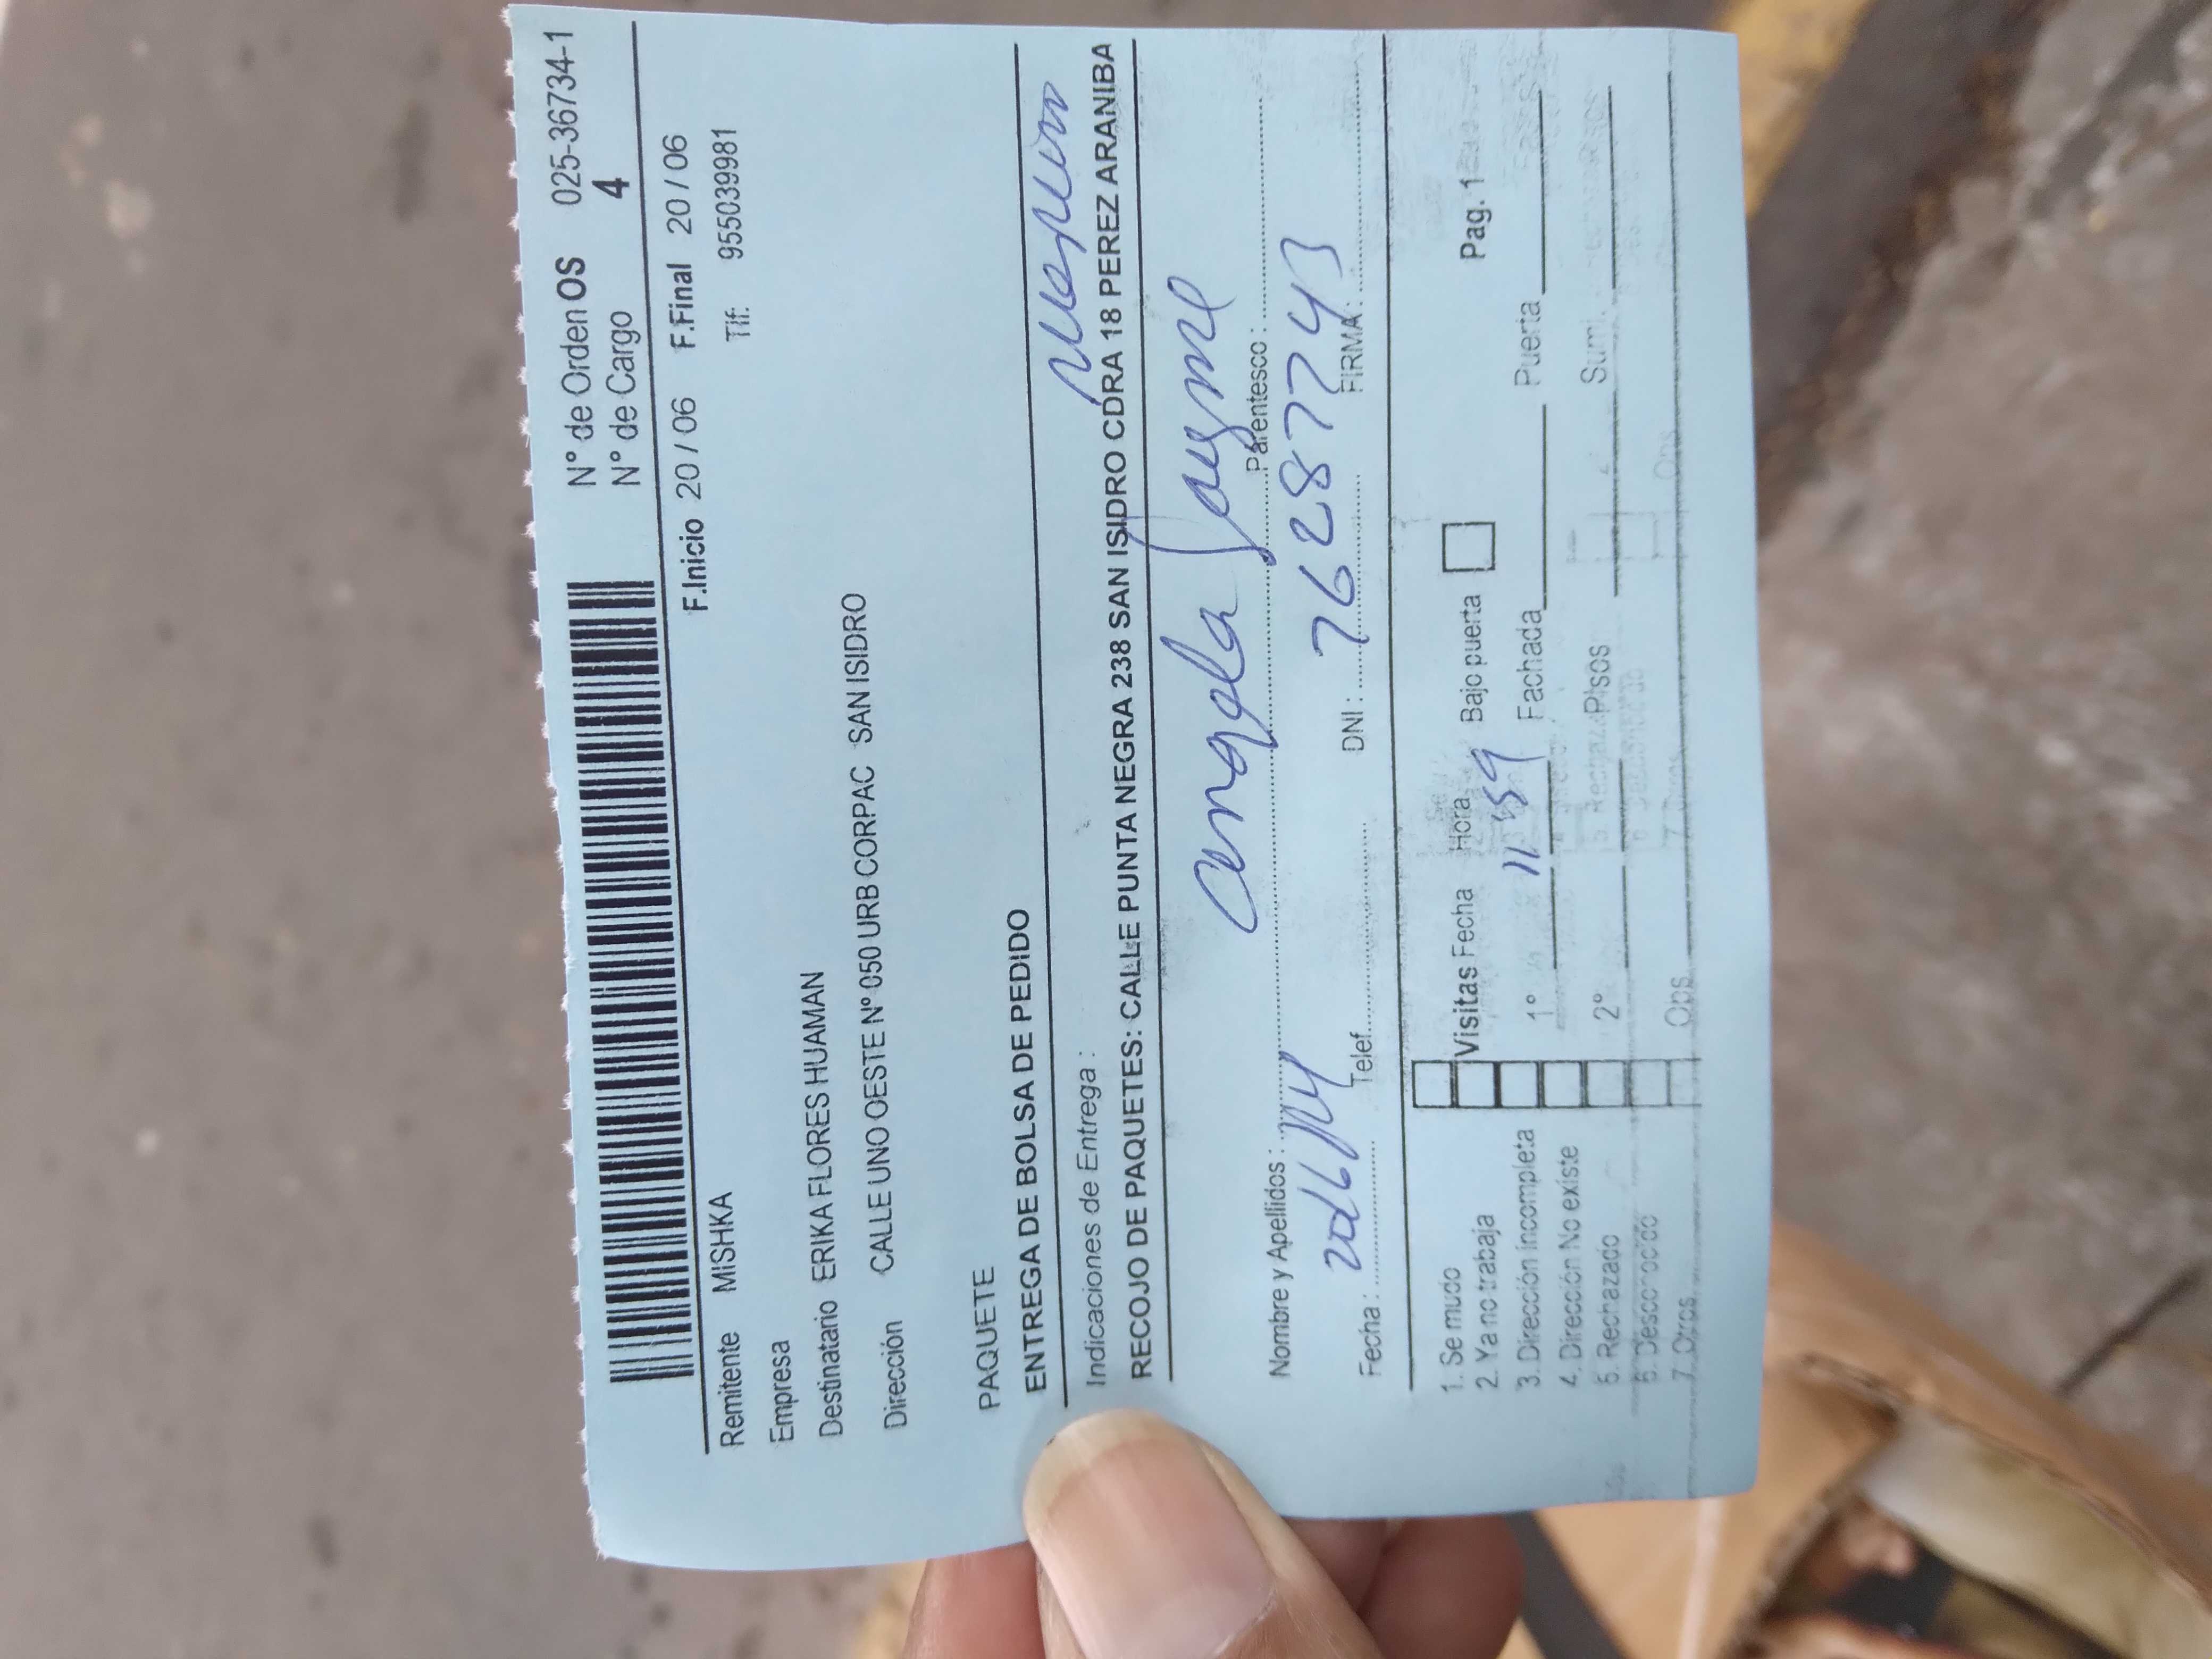 N° de Orden OS 025-36734-1
N° de Cargo 4
F.Inicio 20 / 06 F.Final 20 / 06
Remitente MISHKA
Tlf: 955039981
Empresa
Destinatario ERIKA FLORES HUAMAN
Dirección CALLE UNO OESTE Nº 050 URB CORPAC SAN ISIDRO
PAQUETE
ENTREGA DE BOLSA DE PEDIDO
Indicaciones de Entrega :
RECOJO DE PAQUETES: CALLE PUNTA NEGRA 238 SAN ISIDRO CDRA 18 PEREZ ARANIBA
Nombre y Apellidos : Parentesco :
Fecha : Telef. DNI : 76287743 FIRMA :
1. Se mudo
Visitas Fecha Hora Bajo puerta Pag. 1
2. Ya no trabaja
3. Dirección incompleta 1° 11 59 Fachada Puerta
4. Dirección No existe
5. Rechazado 2° Pisos Sumi.
6. Desconocido
7. Otros Obs